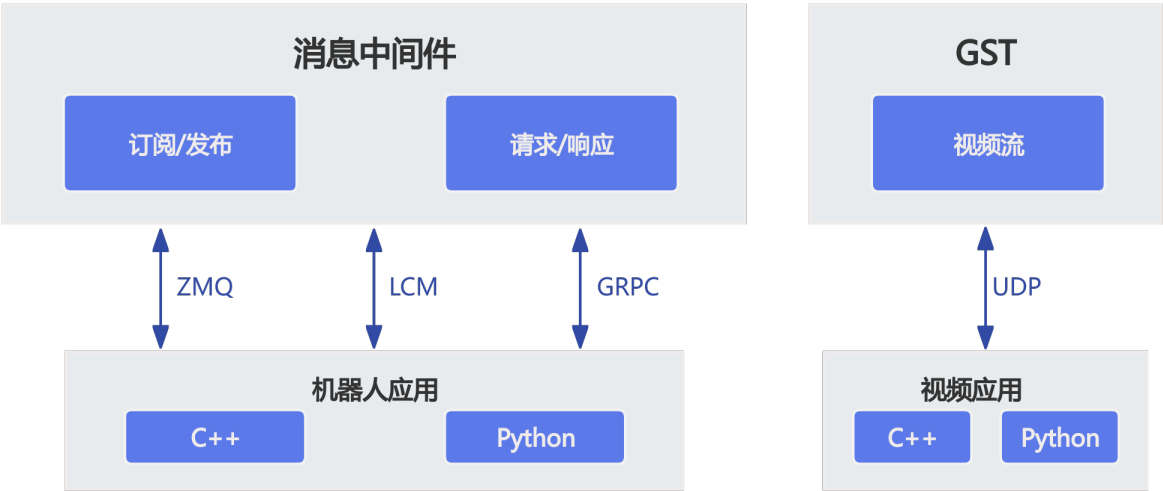 消息中间件
订阅/发布
请求/响应
ZMQ
LCM
GRPC
机器人应用
C++
Python
GST
视频流
UDP
视频应用
C++
Python